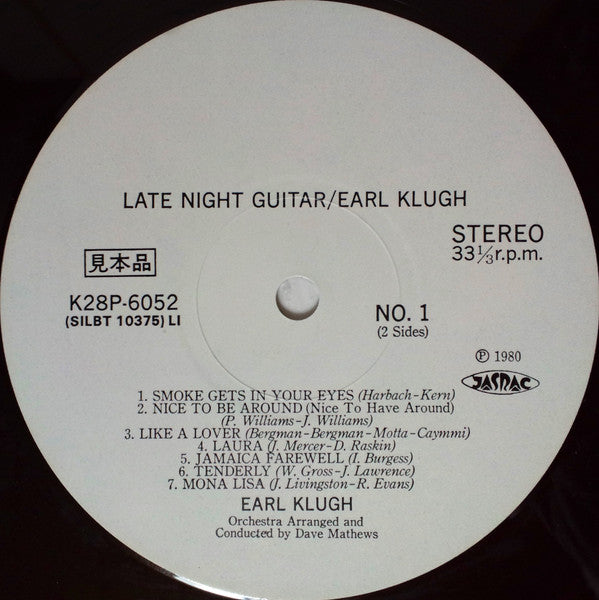 LATE NIGHT GUITAR/EARL KLUGH
STEREO
33⅓r.p.m.
見本品
K28P-6052
(SILBT 10375) LI
NO. 1
(2 Sides)
Ⓟ 1980
JASRAC
1. SMOKE GETS IN YOUR EYES (Harbach-Kern)
2. NICE TO BE AROUND (Nice To Have Around)
(P. Williams-J. Williams)
3. LIKE A LOVER (Bergman-Bergman-Motta-Caymmi)
4. LAURA (J. Mercer-D. Raskin)
5. JAMAICA FAREWELL (I. Burgess)
6. TENDERLY (W. Gross-J. Lawrence)
7. MONA LISA (J. Livingston-R. Evans)
EARL KLUGH
Orchestra Arranged and
Conducted by Dave Mathews